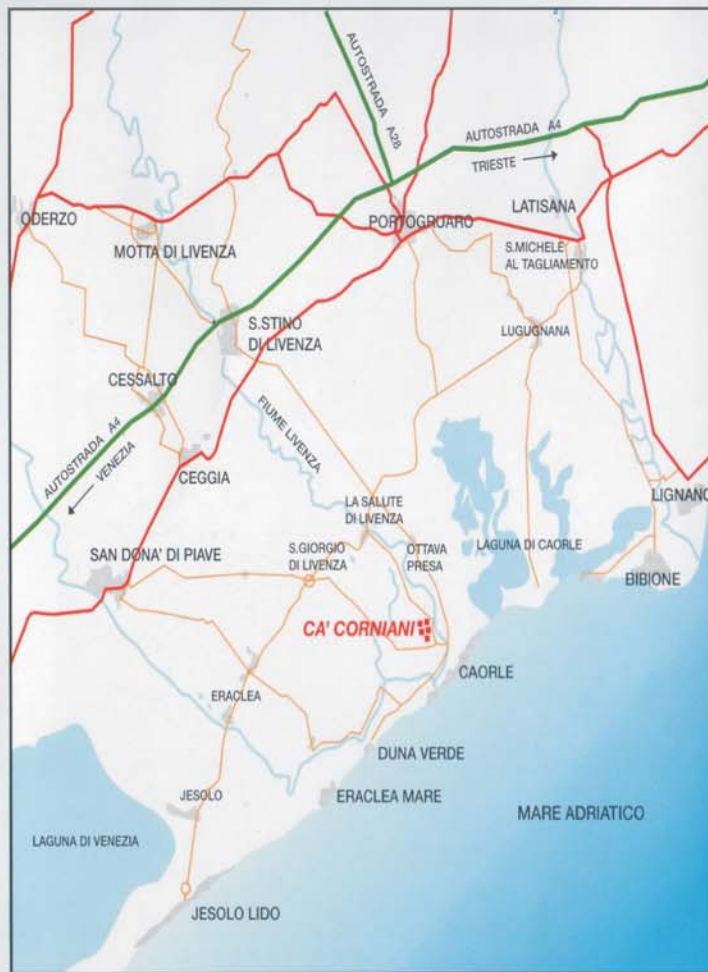 AUTOSTRADA A28
AUTOSTRADA A4
TRIESTE
ODERZO
PORTOGRUARO
LATISANA
MOTTA DI LIVENZA
S.MICHELE
AL TAGLIAMENTO
S.STINO
DI LIVENZA
LUGUGNANA
CESSALTO
FIUME LIVENZA
AUTOSTRADA A4
VENEZIA
CEGGIA
LIGNANO
LA SALUTE
DI LIVENZA
SAN DONA' DI PIAVE
S.GIORGIO
DI LIVENZA
OTTAVA
PRESA
LAGUNA DI CAORLE
BIBIONE
CA' CORNIANI
CAORLE
ERACLEA
DUNA VERDE
JESOLO
ERACLEA MARE
MARE ADRIATICO
LAGUNA DI VENEZIA
JESOLO LIDO